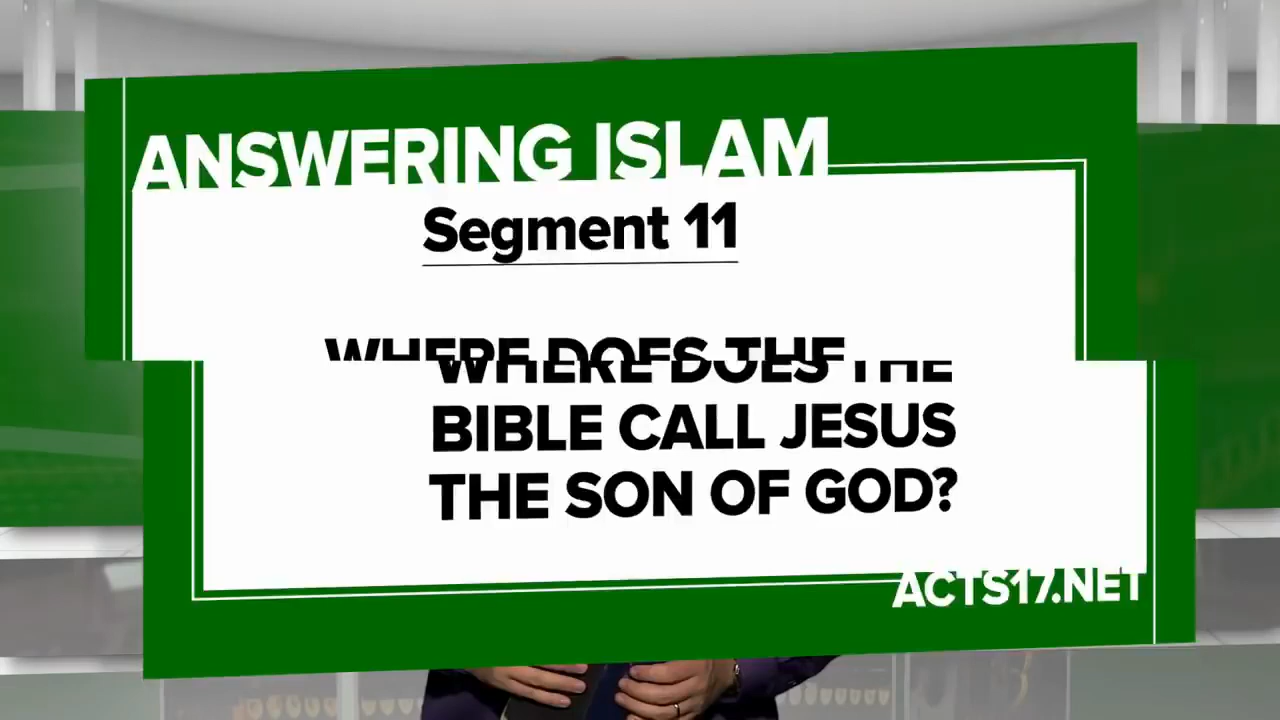 ANSWERING ISLAM
Segment 11
WHERE DOES THE
BIBLE CALL JESUS
THE SON OF GOD?
ACTS17.NET